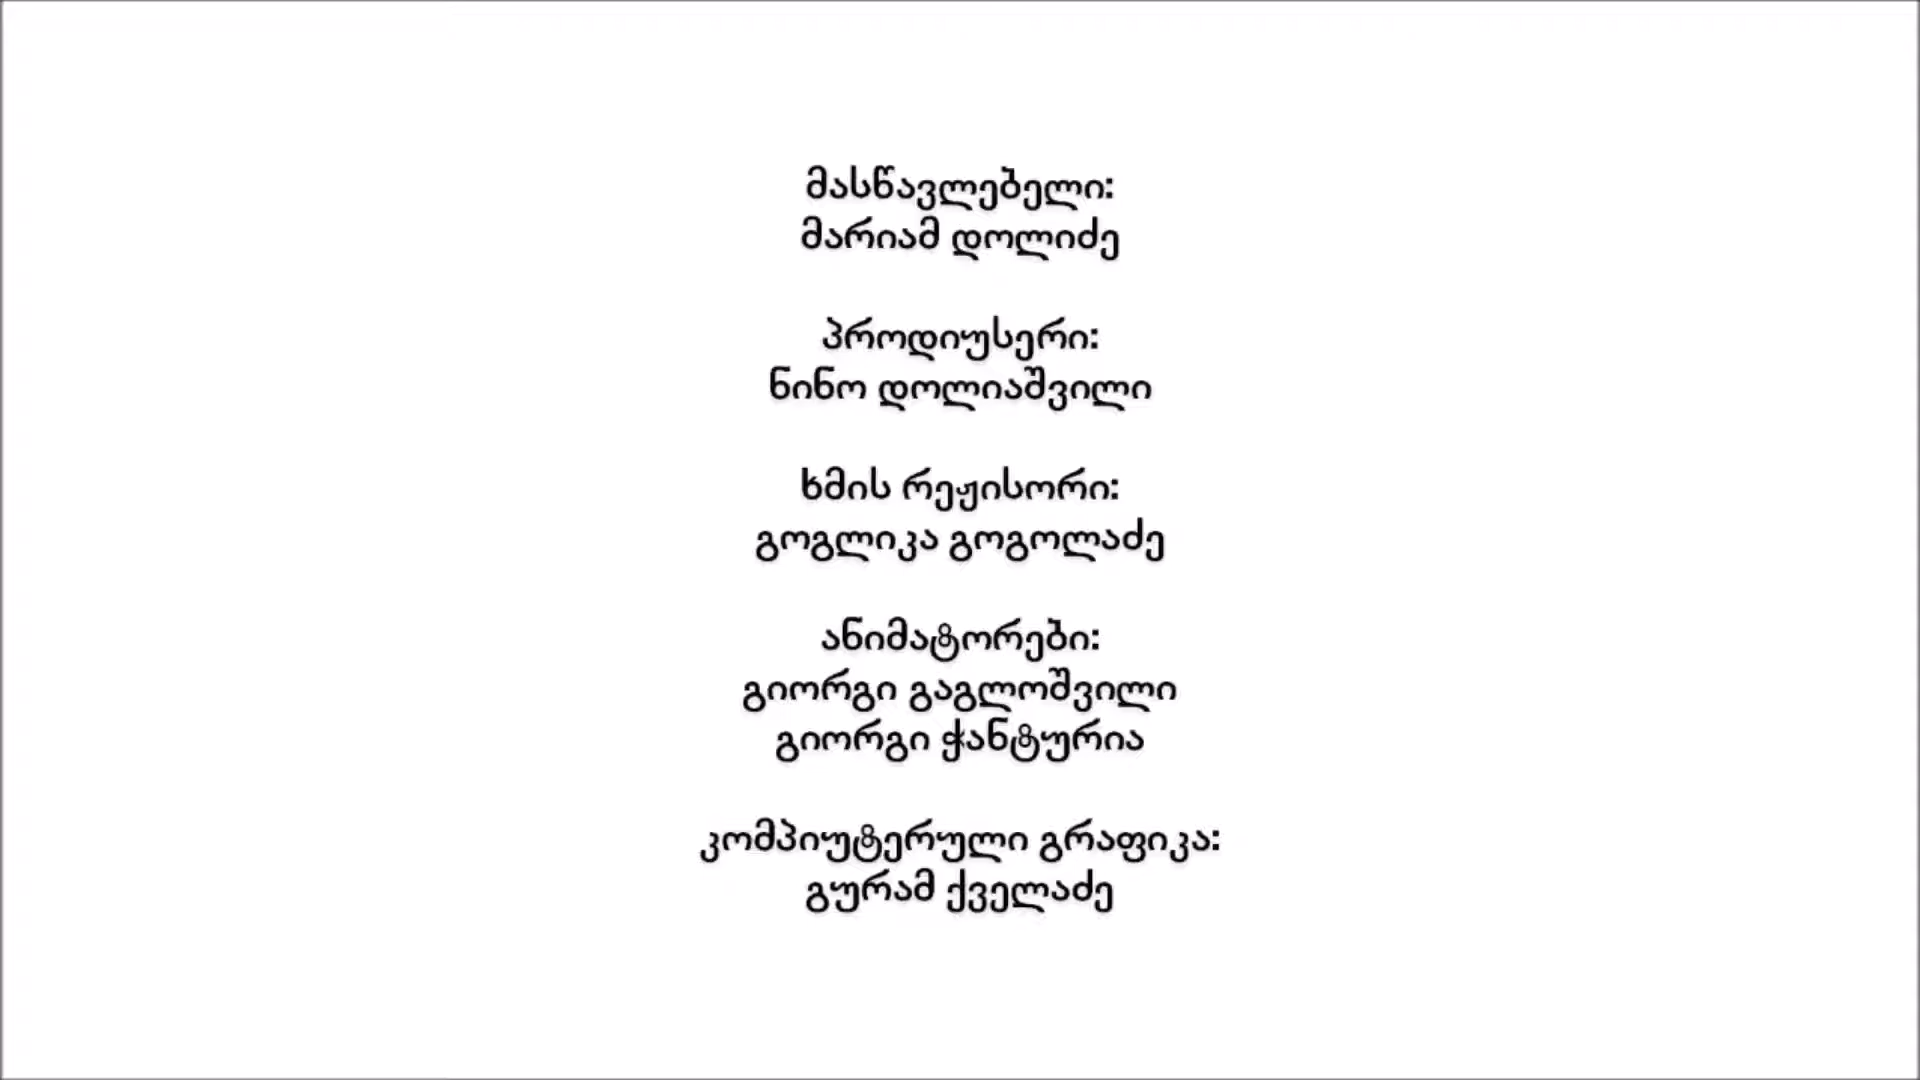 მასწავლებელი:
მარიამ დოლიძე
პროდიუსერი:
ნინო დოლიაშვილი
ხმის რეჟისორი:
გოგლიკა გოგოლაძე
ანიმატორები:
გიორგი გაგლოშვილი
გიორგი ჭანტურია
კომპიუტერული გრაფიკა:
გურამ ქველაძე